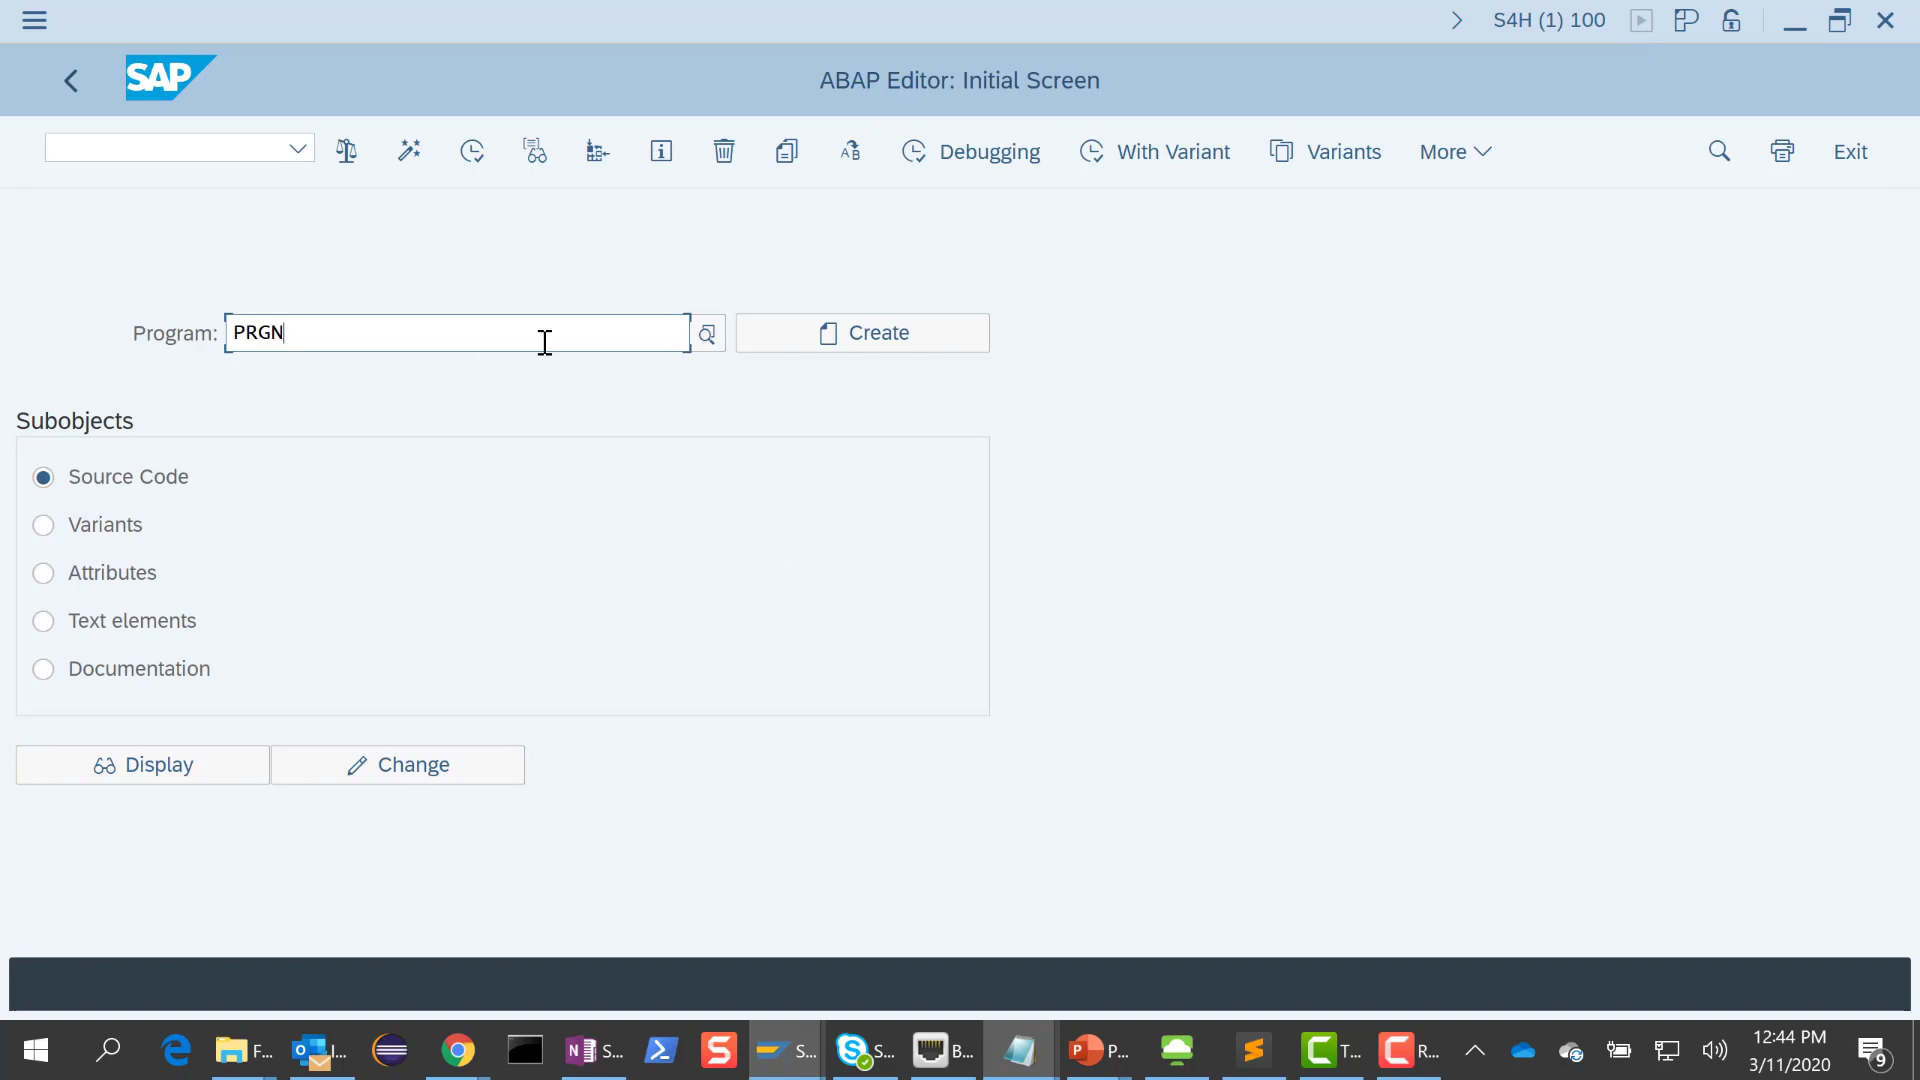 S4H (1) 100
SAP
ABAP Editor: Initial Screen
Debugging
With Variant
Variants
More
Exit
Program:
PRGN
Create
Subobjects
Source Code
Variants
Attributes
Text elements
Documentation
Display
Change
F...
I...
S...
S...
S...
B...
P...
T...
R...
12:44 PM
3/11/2020
9